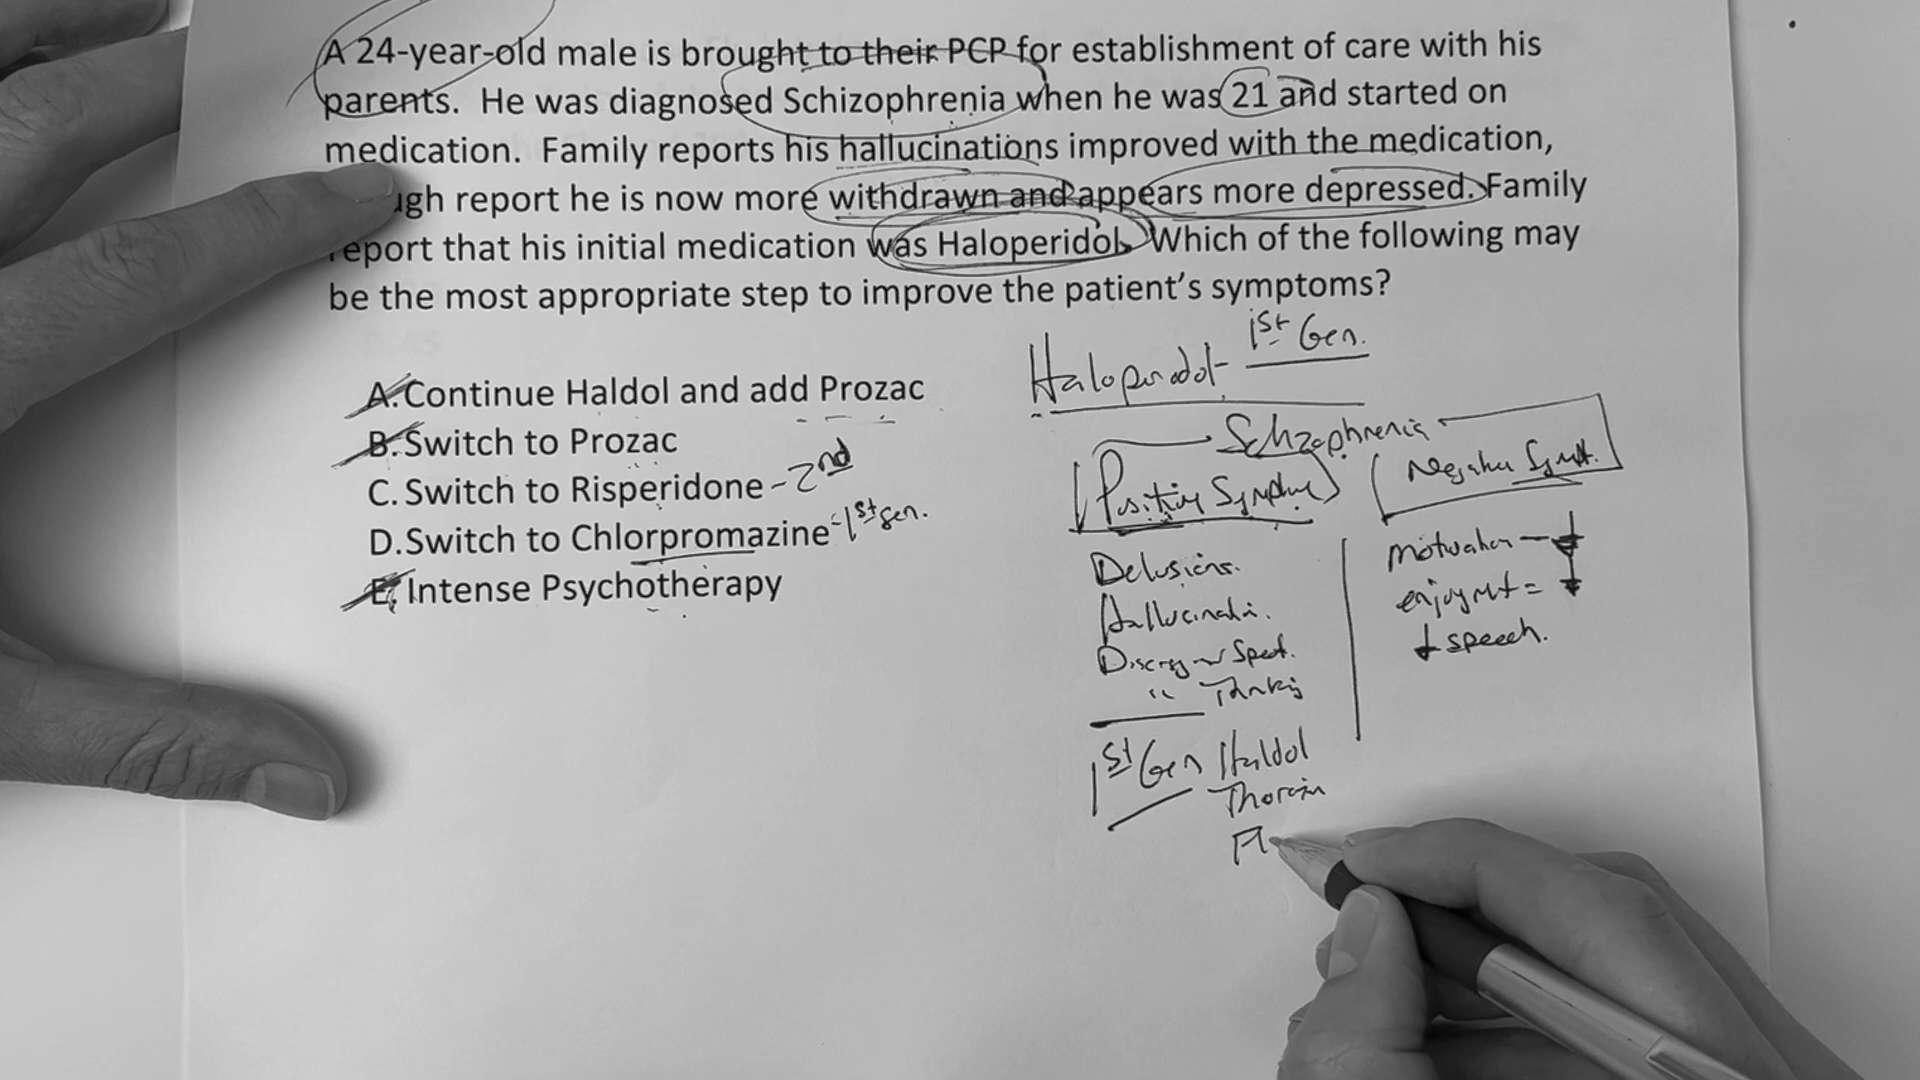 A 24-year-old male is brought to their PCP for establishment of care with his
parents. He was diagnosed Schizophrenia when he was 21 and started on
medication. Family reports his hallucinations improved with the medication,
ugh report he is now more withdrawn and appears more depressed. Family
report that his initial medication was Haloperidol. Which of the following may
be the most appropriate step to improve the patient's symptoms?
A. Continue Haldol and add Prozac
B. Switch to Prozac
C. Switch to Risperidone - 2nd
D. Switch to Chlorpromazine - 1st gen.
E. Intense Psychotherapy
Haloperidol - 1st Gen.
Schizophrenia
Positive Symptoms
Negative Sympt.
Delusions.
Hallucinati.
Speet.
" Thinking
motivation - ↓
enjoymt = ↓
↓ speech.
1st Gen Haldol
Thorazin
Fl